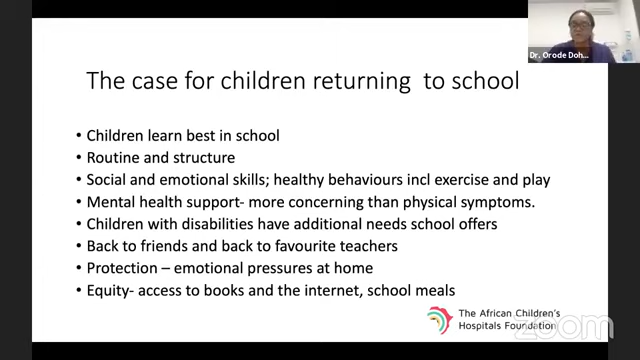 Dr. Orode Doh...
The case for children returning to school
• Children learn best in school
• Routine and structure
• Social and emotional skills; healthy behaviours incl exercise and play
• Mental health support- more concerning than physical symptoms.
• Children with disabilities have additional needs school offers
• Back to friends and back to favourite teachers
• Protection – emotional pressures at home
• Equity- access to books and the internet, school meals
The African Children's
Hospitals Foundation
zoom